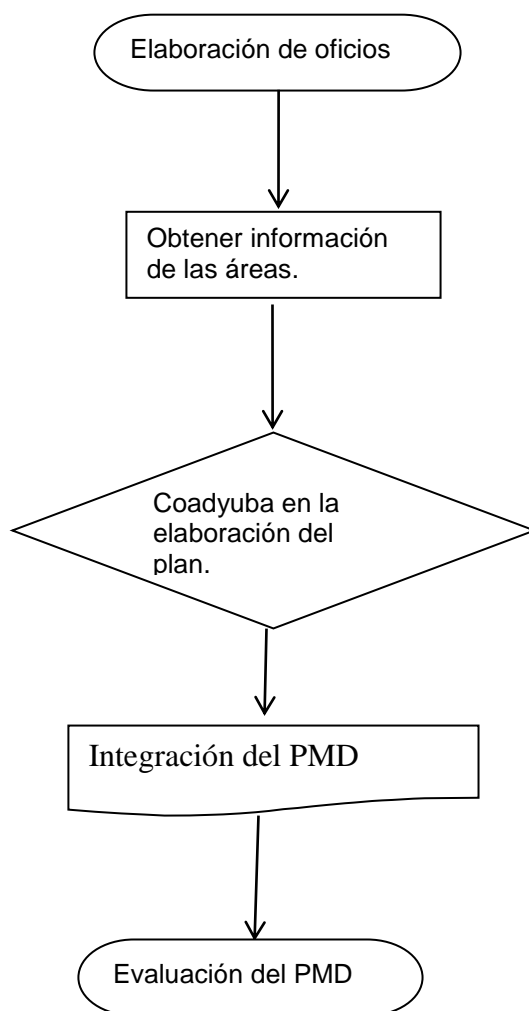 Elaboración de oficios
Obtener información
de las áreas.
Coadyuba en la
elaboración del
plan.
Integración del PMD
Evaluación del PMD